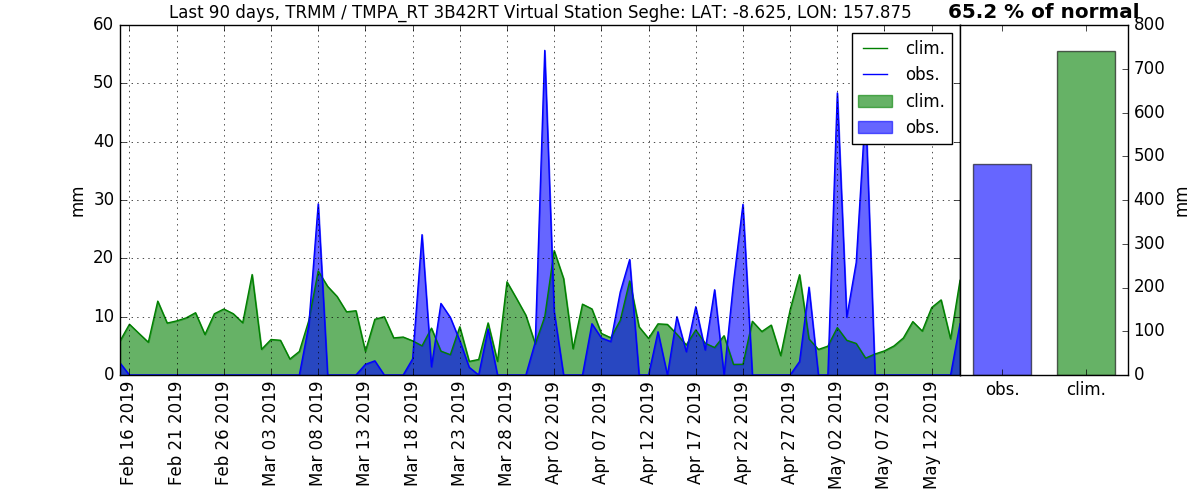 Last 90 days, TRMM / TMPA_RT 3B42RT Virtual Station Seghe: LAT: -8.625, LON: 157.875
65.2 % of normal
60
50
40
30
20
10
0
mm
clim.
obs.
clim.
obs.
800
700
600
500
400
300
200
100
0
mm
obs.
clim.
Feb 16 2019
Feb 21 2019
Feb 26 2019
Mar 03 2019
Mar 08 2019
Mar 13 2019
Mar 18 2019
Mar 23 2019
Mar 28 2019
Apr 02 2019
Apr 07 2019
Apr 12 2019
Apr 17 2019
Apr 22 2019
Apr 27 2019
May 02 2019
May 07 2019
May 12 2019